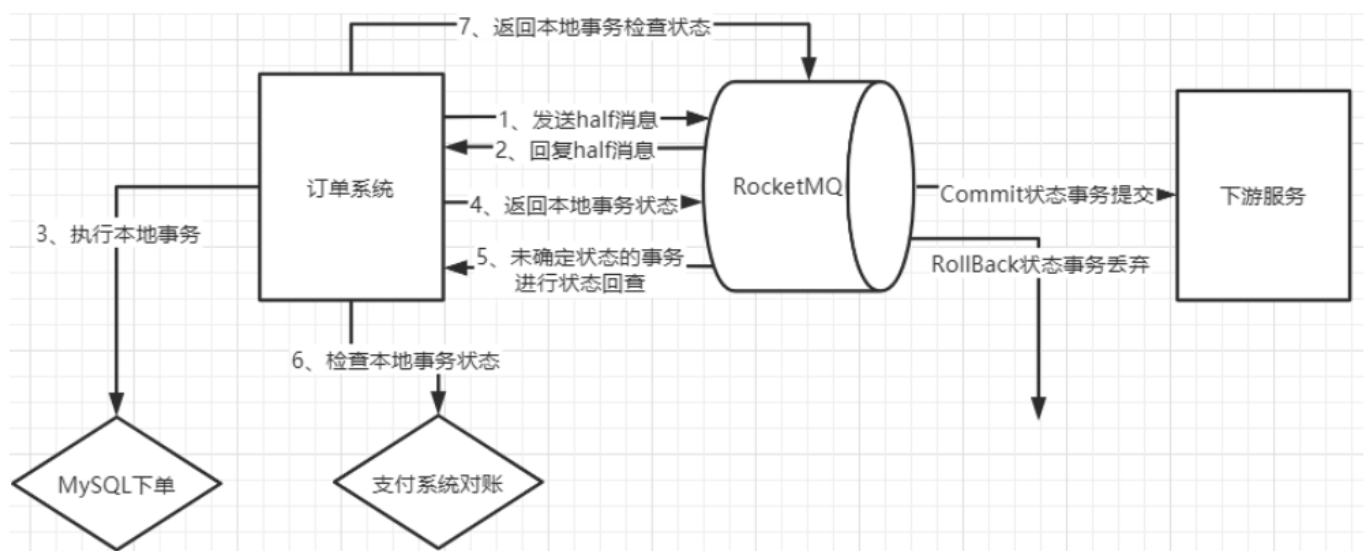 7、返回本地事务检查状态
1、发送half消息
2、回复half消息
订单系统
RocketMQ
Commit状态事务提交
下游服务
4、返回本地事务状态
3、执行本地事务
5、未确定状态的事务
进行状态回查
RollBack状态事务丢弃
6、检查本地事务状态
MySQL下单
支付系统对账